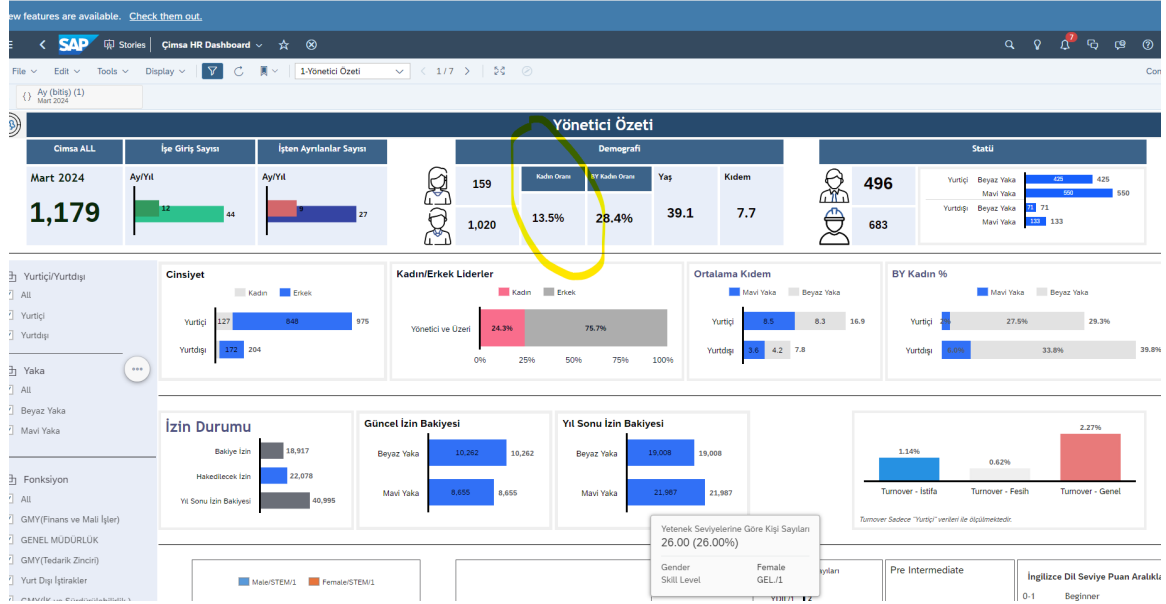 ew features are available. Check them out.
SAP Stories Çimsa HR Dashboard
7
File Edit Tools Display 1-Yönetici Özeti 1/7
Ay (bitiş) (1)
Mart 2024
Yönetici Özeti
Cimsa ALL İşe Giriş Sayısı İşten Ayrılanlar Sayısı Demografi Statü
Mart 2024 Ay/Yıl Ay/Yıl
1,179
12 44
9 27
159
1,020
Kadın Oranı BY Kadın Oranı Yaş Kıdem
13.5% 28.4% 39.1 7.7
496
683
Yurtiçi Beyaz Yaka 425 425
Mavi Yaka 550 550
Yurtdışı Beyaz Yaka 71 71
Mavi Yaka 133 133
Yurtiçi/Yurtdışı
All
Yurtiçi
Yurtdışı
Yaka
All
Beyaz Yaka
Mavi Yaka
Fonksiyon
All
GMY(Finans ve Mali İşler)
GENEL MÜDÜRLÜK
GMY(Tedarik Zinciri)
Yurt Dışı İştirakler
GMY(İK ve Sürdürülebilirlik )
Cinsiyet
Kadın Erkek
Yurtiçi 127 848 975
Yurtdışı 172 204
Kadın/Erkek Liderler
Kadın Erkek
Yönetici ve Üzeri 24.3% 75.7%
0% 25% 50% 75% 100%
Ortalama Kıdem
Mavi Yaka Beyaz Yaka
Yurtiçi 8.5 8.3 16.9
Yurtdışı 3.6 4.2 7.8
BY Kadın %
Mavi Yaka Beyaz Yaka
Yurtiçi 27.5% 29.3%
Yurtdışı 33.8% 39.8%
İzin Durumu
Bakiye İzin 18,917
Hakedilecek İzin 22,078
Yıl Sonu İzin Bakiyesi 40,995
Güncel İzin Bakiyesi
Beyaz Yaka 10,262 10,262
Mavi Yaka 8,655 8,655
Yıl Sonu İzin Bakiyesi
Beyaz Yaka 19,008 19,008
Mavi Yaka 21,987 21,987
1.14% 0.62% 2.27%
Turnover - İstifa Turnover - Fesih Turnover - Genel
Turnover Sadece "Yurtiçi" verileri ile ölçülmektedir.
Yetenek Seviyelerine Göre Kişi Sayıları
26.00 (26.00%)
Gender Female
Skill Level GEL./1
Male/STEM/1 Female/STEM/1
Pre Intermediate
İngilizce Dil Seviye Puan Aralıkla
0-1 Beginner